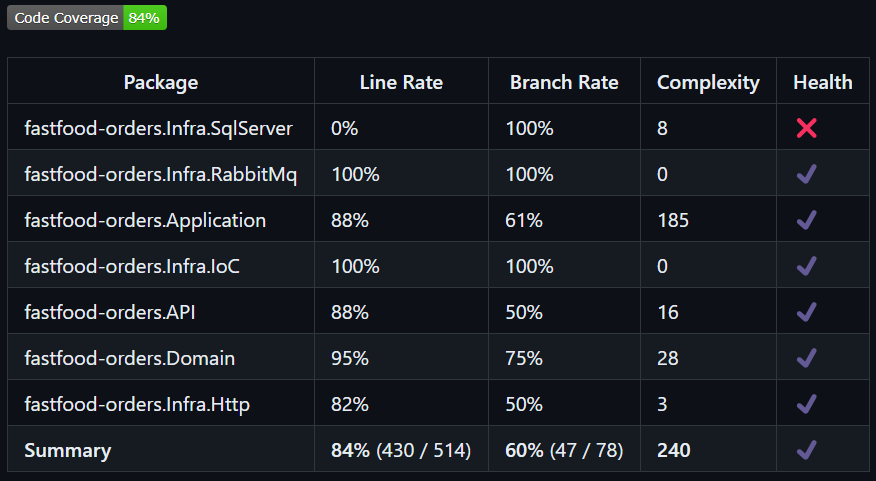 Code Coverage 84%
Package Line Rate Branch Rate Complexity Health
fastfood-orders.Infra.SqlServer 0% 100% 8
fastfood-orders.Infra.RabbitMq 100% 100% 0
fastfood-orders.Application 88% 61% 185
fastfood-orders.Infra.IoC 100% 100% 0
fastfood-orders.API 88% 50% 16
fastfood-orders.Domain 95% 75% 28
fastfood-orders.Infra.Http 82% 50% 3
Summary 84% (430 / 514) 60% (47 / 78) 240